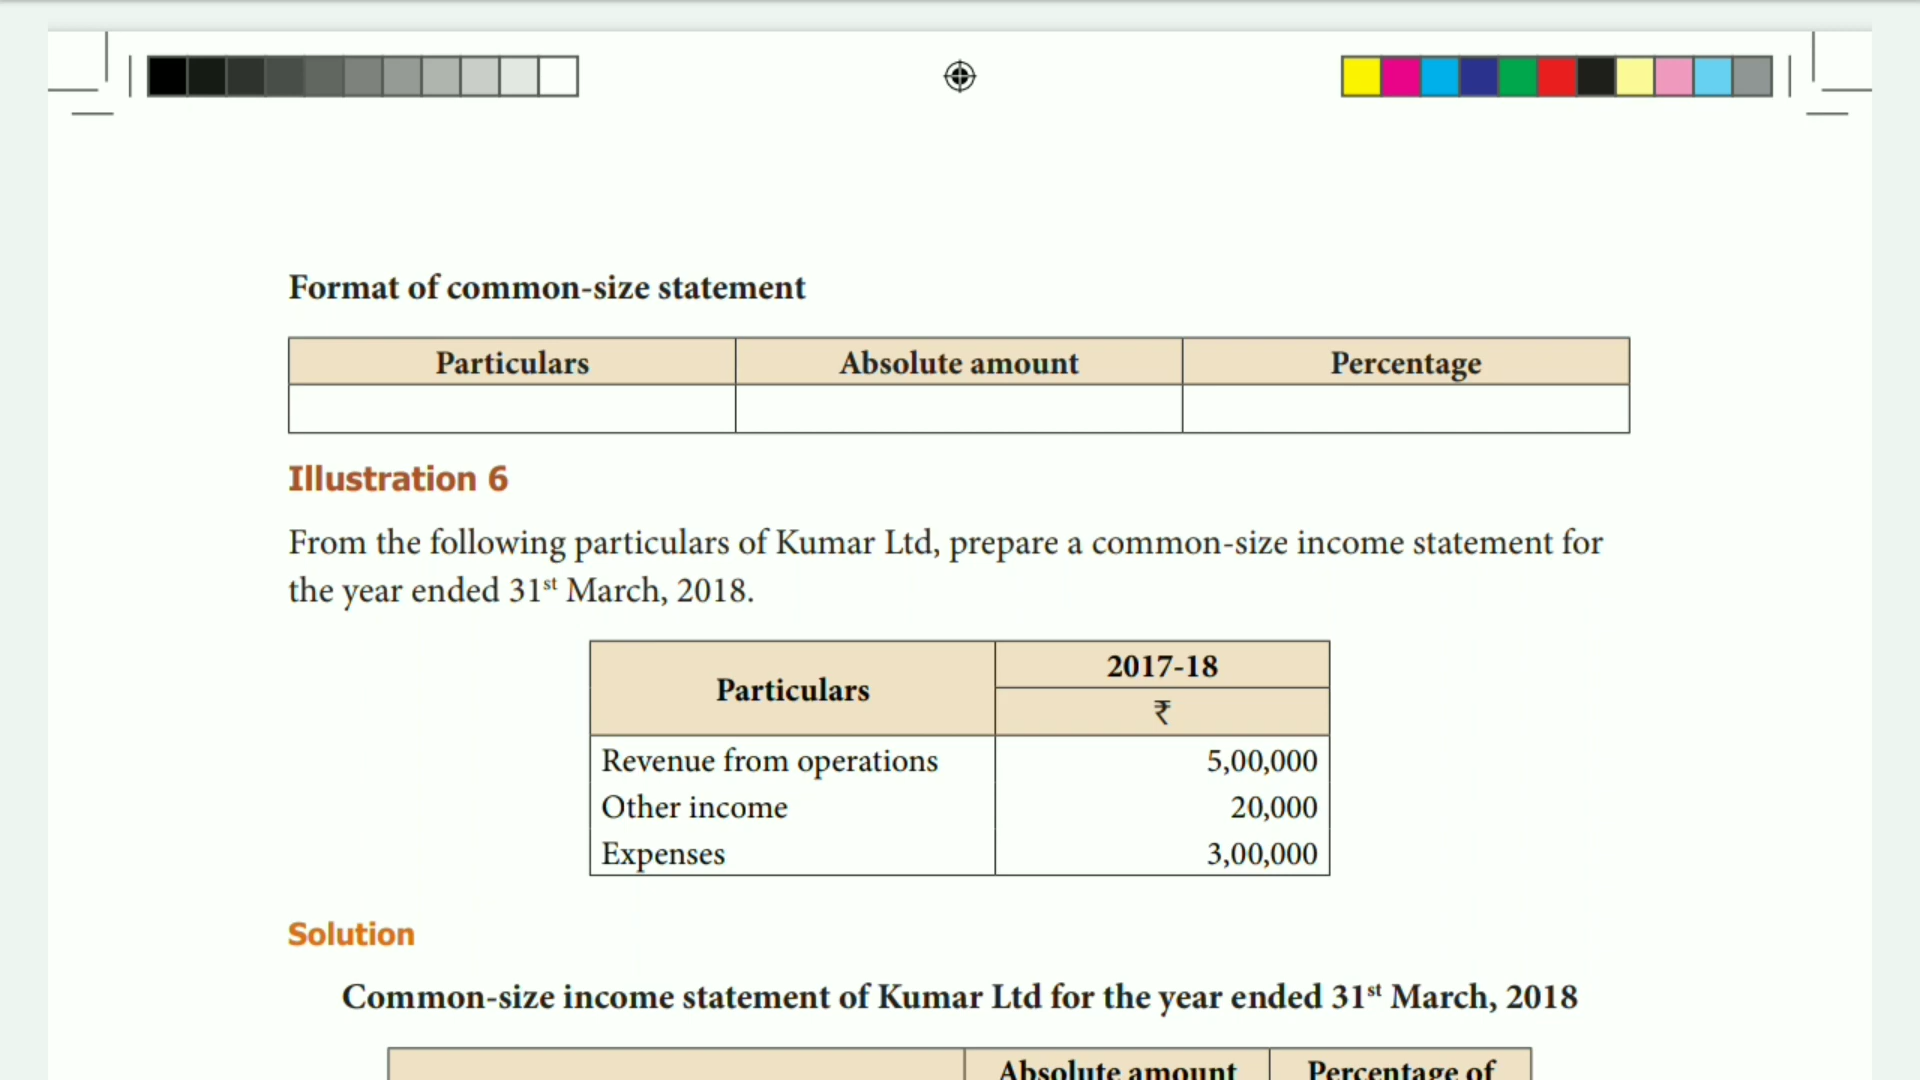 Format of common-size statement
Particulars Absolute amount Percentage
Illustration 6
From the following particulars of Kumar Ltd, prepare a common-size income statement for
the year ended 31st March, 2018.
Particulars 2017-18
₹
Revenue from operations 5,00,000
Other income 20,000
Expenses 3,00,000
Solution
Common-size income statement of Kumar Ltd for the year ended 31st March, 2018
Absolute amount Percentage of